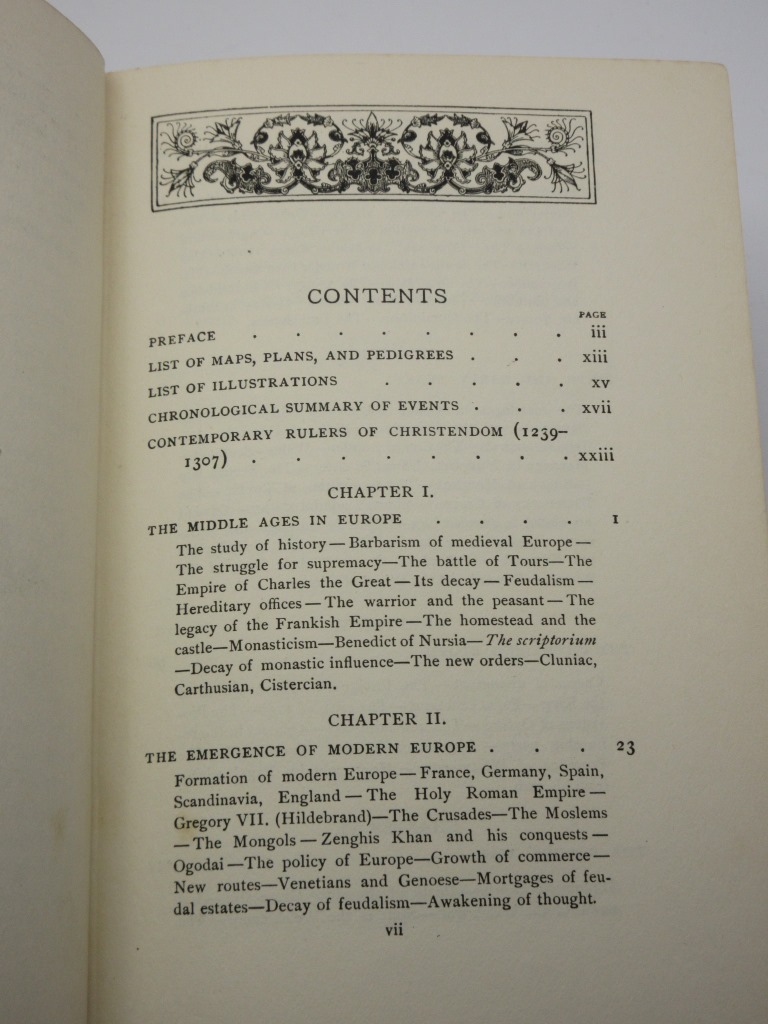 CONTENTS
PAGE
PREFACE . . . . . . . . iii
LIST OF MAPS, PLANS, AND PEDIGREES . . . xiii
LIST OF ILLUSTRATIONS . . . . . xv
CHRONOLOGICAL SUMMARY OF EVENTS . . . xvii
CONTEMPORARY RULERS OF CHRISTENDOM (1239–
1307) . . . . . . . . xxiii
CHAPTER I.
THE MIDDLE AGES IN EUROPE . . . . 1
The study of history—Barbarism of medieval Europe—
The struggle for supremacy—The battle of Tours—The
Empire of Charles the Great—Its decay—Feudalism—
Hereditary offices—The warrior and the peasant—The
legacy of the Frankish Empire—The homestead and the
castle—Monasticism—Benedict of Nursia—The scriptorium
—Decay of monastic influence—The new orders—Cluniac,
Carthusian, Cistercian.
CHAPTER II.
THE EMERGENCE OF MODERN EUROPE . . . 23
Formation of modern Europe—France, Germany, Spain,
Scandinavia, England—The Holy Roman Empire—
Gregory VII. (Hildebrand)—The Crusades—The Moslems
—The Mongols—Zenghis Khan and his conquests—
Ogodai—The policy of Europe—Growth of commerce—
New routes—Venetians and Genoese—Mortgages of feu-
dal estates—Decay of feudalism—Awakening of thought.
vii